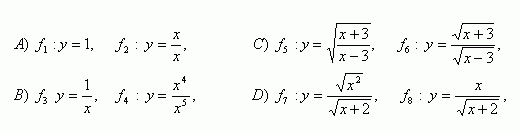 A) f₁ : y = 1, f₂ : y = x/x, C) f₅ : y = √((x+3)/(x−3)), f₆ : y = √(x+3)/√(x−3),
B) f₃ y = 1/x, f₄ : y = x⁴/x⁵, D) f₇ : y = √(x²)/√(x+2), f₈ : y = x/√(x+2),